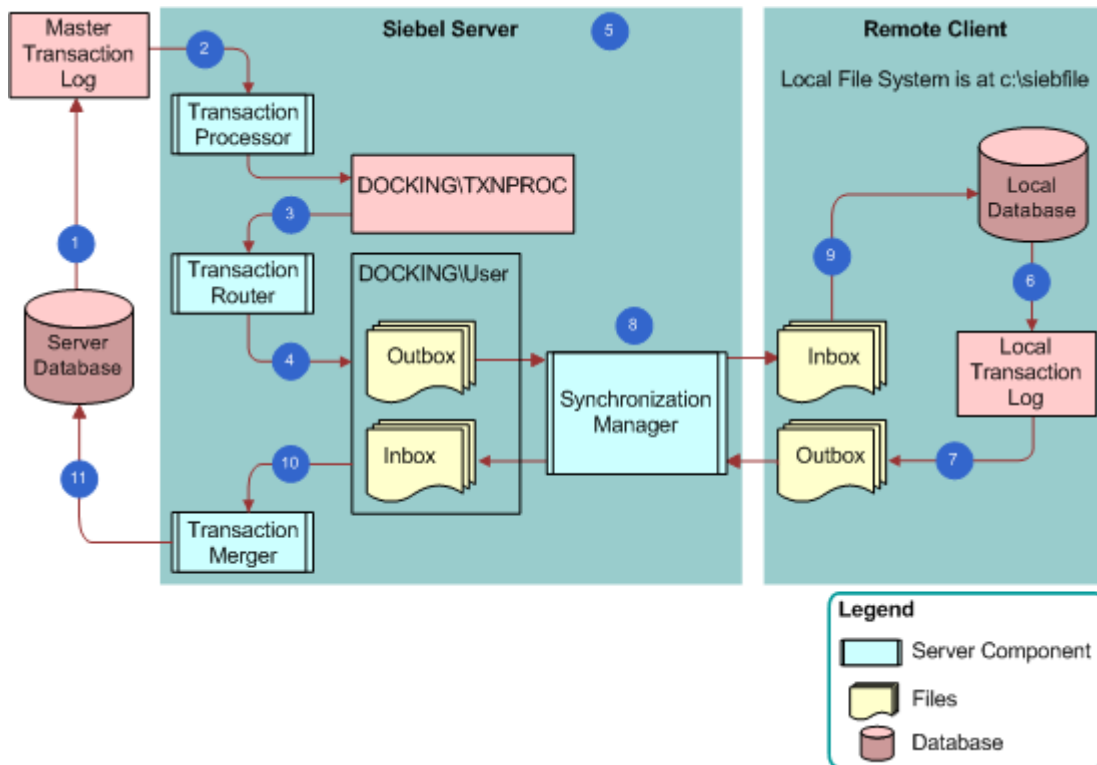 Master
Transaction
Log
2
Siebel Server
5
Remote Client
Local File System is at c:\siebfile
Transaction
Processor
DOCKING\TXNPROC
Local
Database
1
3
9
Transaction
Router
DOCKING\User
6
8
Server
Database
4
Outbox
Inbox
Local
Transaction
Log
Synchronization
Manager
10
Inbox
Outbox
7
11
Transaction
Merger
Legend
Server Component
Files
Database